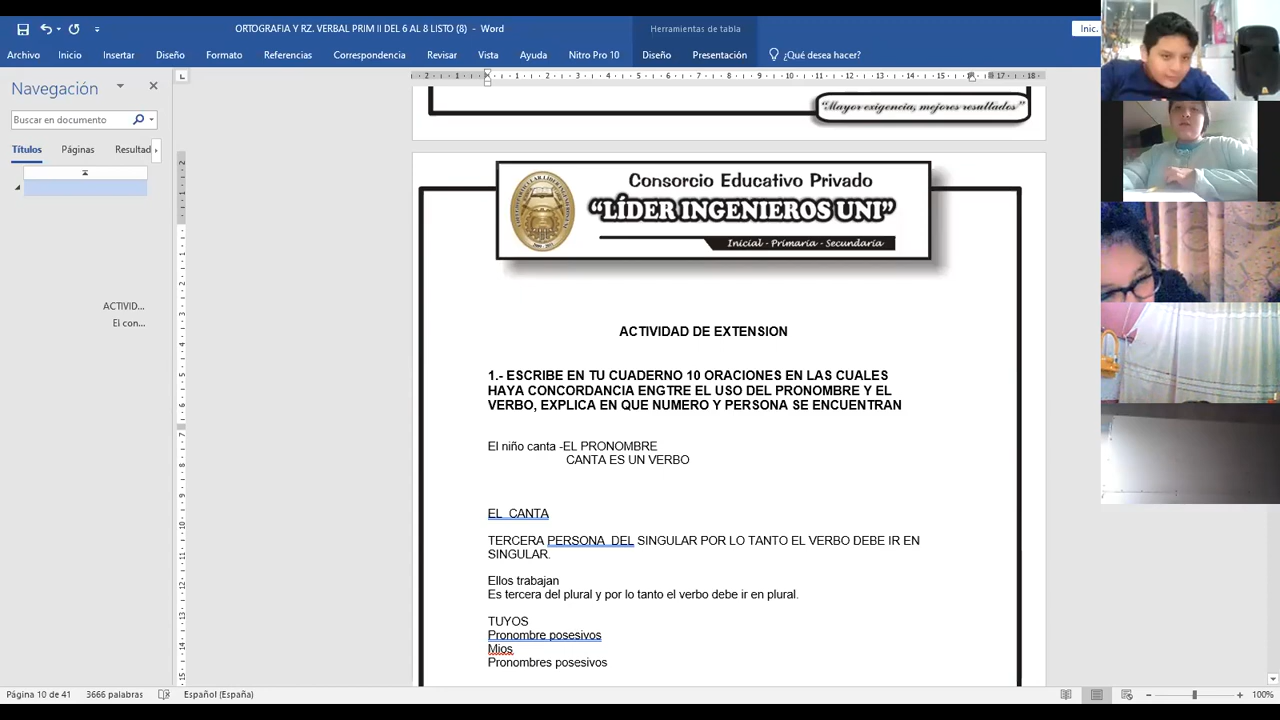 ORTOGRAFIA Y RZ. VERBAL PRIM II DEL 6 AL 8 LISTO (8) - Word
Herramientas de tabla
Inic.
Archivo Inicio Insertar Diseño Formato Referencias Correspondencia Revisar Vista Ayuda Nitro Pro 10 Diseño Presentación ¿Qué desea hacer?
Navegación
Buscar en documento
Títulos Páginas Resultad
ACTIVID...
El con...
"Mayor exigencia, mejores resultados"
Consorcio Educativo Privado
"LÍDER INGENIEROS UNI"
Inicial - Primaria - Secundaria
ACTIVIDAD DE EXTENSION
1.- ESCRIBE EN TU CUADERNO 10 ORACIONES EN LAS CUALES
HAYA CONCORDANCIA ENGTRE EL USO DEL PRONOMBRE Y EL
VERBO, EXPLICA EN QUE NUMERO Y PERSONA SE ENCUENTRAN
El niño canta -EL PRONOMBRE
CANTA ES UN VERBO
EL CANTA
TERCERA PERSONA DEL SINGULAR POR LO TANTO EL VERBO DEBE IR EN
SINGULAR.
Ellos trabajan
Es tercera del plural y por lo tanto el verbo debe ir en plural.
TUYOS
Pronombre posesivos
Mios
Pronombres posesivos
Página 10 de 41 3666 palabras Español (España) 100%